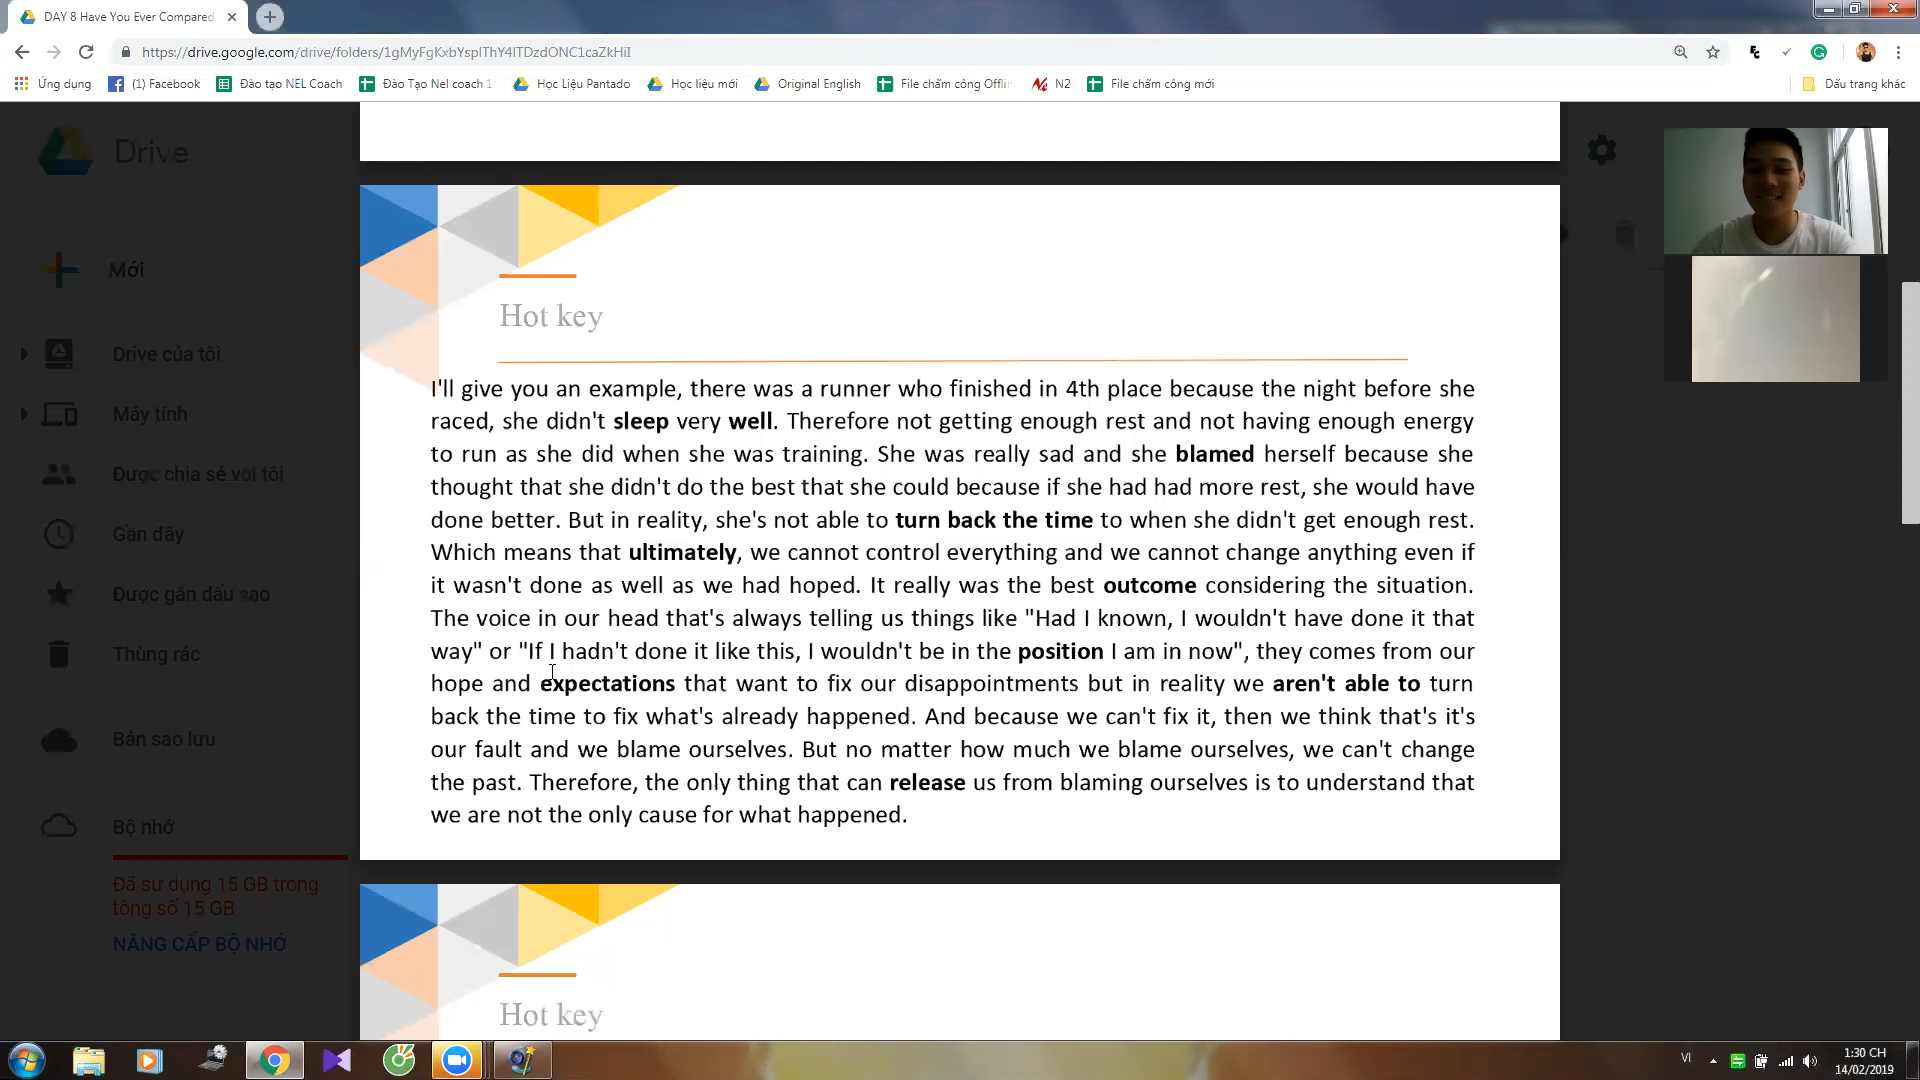 DAY 8 Have You Ever Compared
https://drive.google.com/drive/folders/1gMyFgKxbYsplThY4lTDzdONC1caZkHiI
Ứng dụng
(1) Facebook
Đào tạo NEL Coach
Đào Tạo Nel coach 1
Học Liệu Pantado
Học liệu mới
Original English
File chấm công Offlin
N2
File chấm công mới
Dấu trang khác
Drive
Mới
Drive của tôi
Máy tính
Được chia sẻ với tôi
Gần đây
Được gắn dấu sao
Thùng rác
Bản sao lưu
Bộ nhớ
Đã sử dụng 15 GB trong
tổng số 15 GB
NÂNG CẤP BỘ NHỚ
Hot key
I'll give you an example, there was a runner who finished in 4th place because the night before she
raced, she didn't sleep very well. Therefore not getting enough rest and not having enough energy
to run as she did when she was training. She was really sad and she blamed herself because she
thought that she didn't do the best that she could because if she had had more rest, she would have
done better. But in reality, she's not able to turn back the time to when she didn't get enough rest.
Which means that ultimately, we cannot control everything and we cannot change anything even if
it wasn't done as well as we had hoped. It really was the best outcome considering the situation.
The voice in our head that's always telling us things like "Had I known, I wouldn't have done it that
way" or "If I hadn't done it like this, I wouldn't be in the position I am in now", they comes from our
hope and expectations that want to fix our disappointments but in reality we aren't able to turn
back the time to fix what's already happened. And because we can't fix it, then we think that's it's
our fault and we blame ourselves. But no matter how much we blame ourselves, we can't change
the past. Therefore, the only thing that can release us from blaming ourselves is to understand that
we are not the only cause for what happened.
Hot key
VI
1:30 CH
14/02/2019